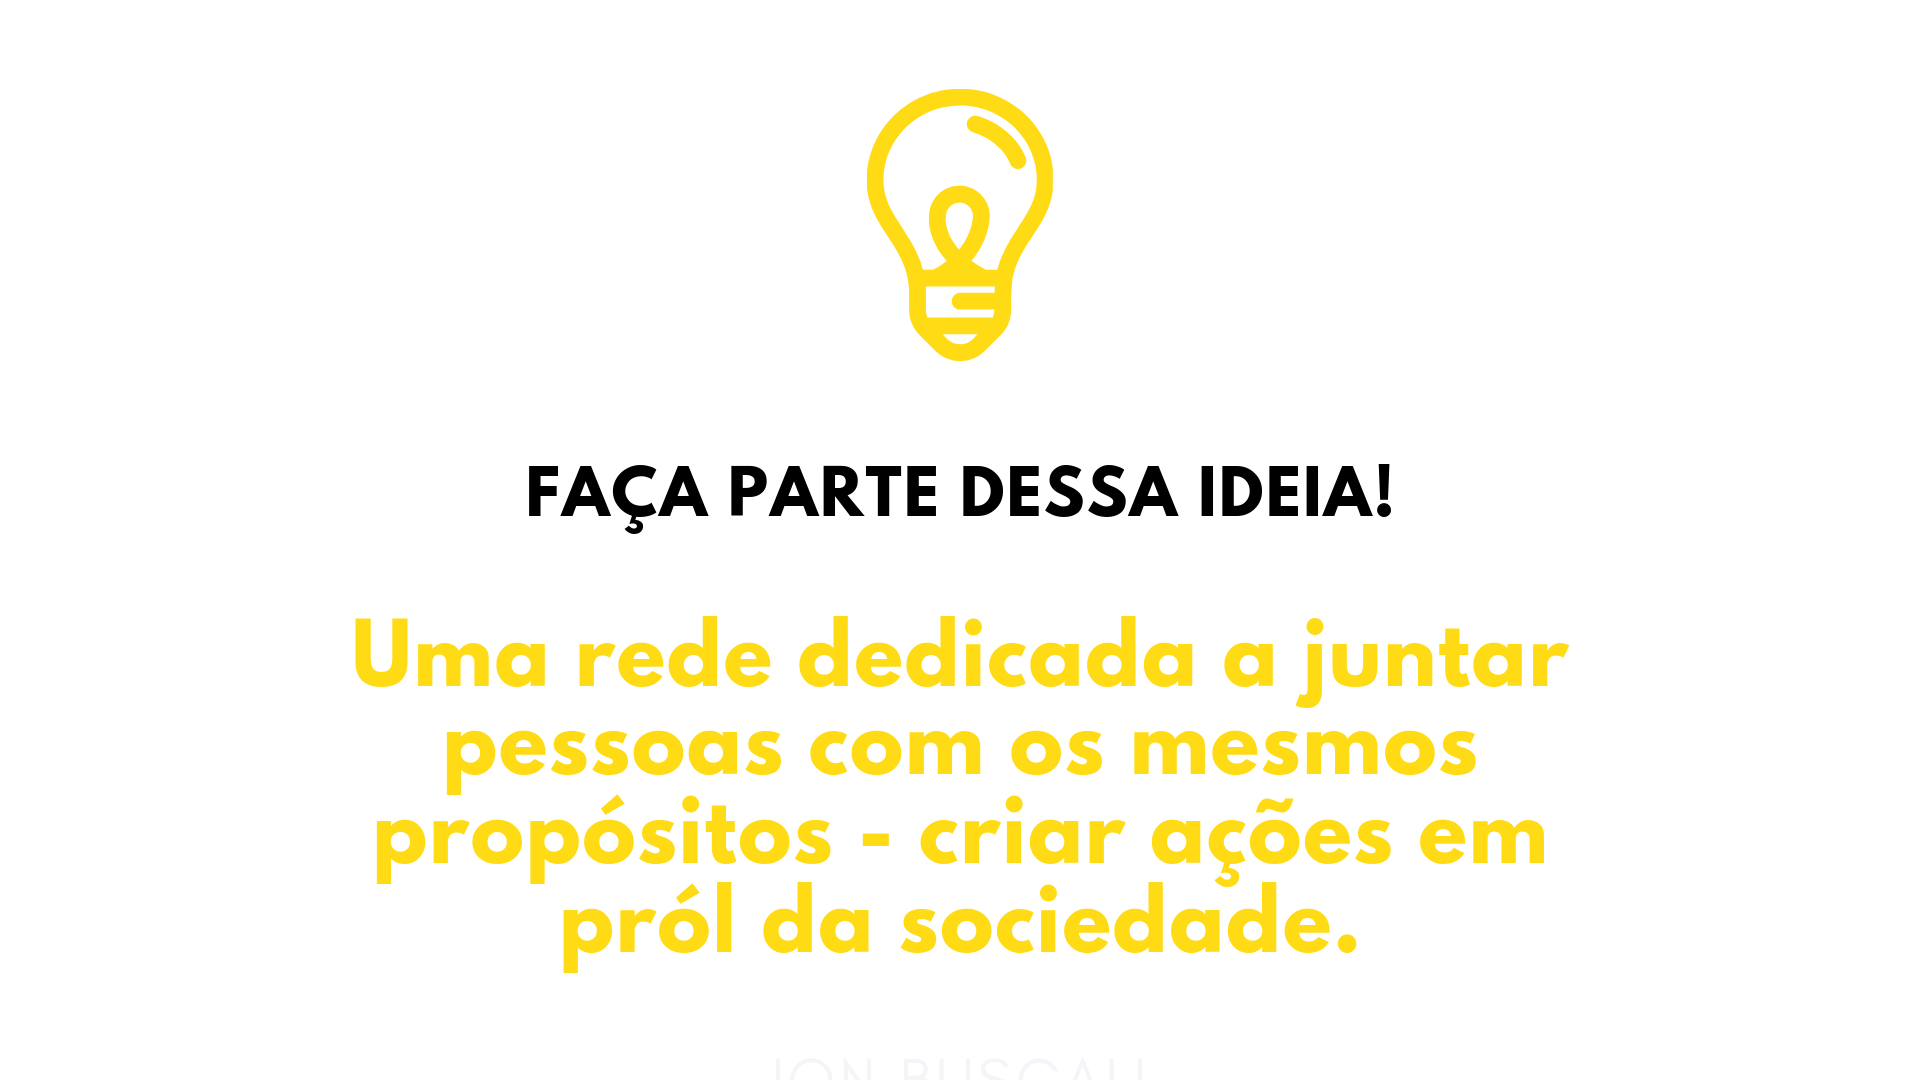 FAÇA PARTE DESSA IDEIA!
Uma rede dedicada a juntar
pessoas com os mesmos
propósitos - criar ações em
pról da sociedade.